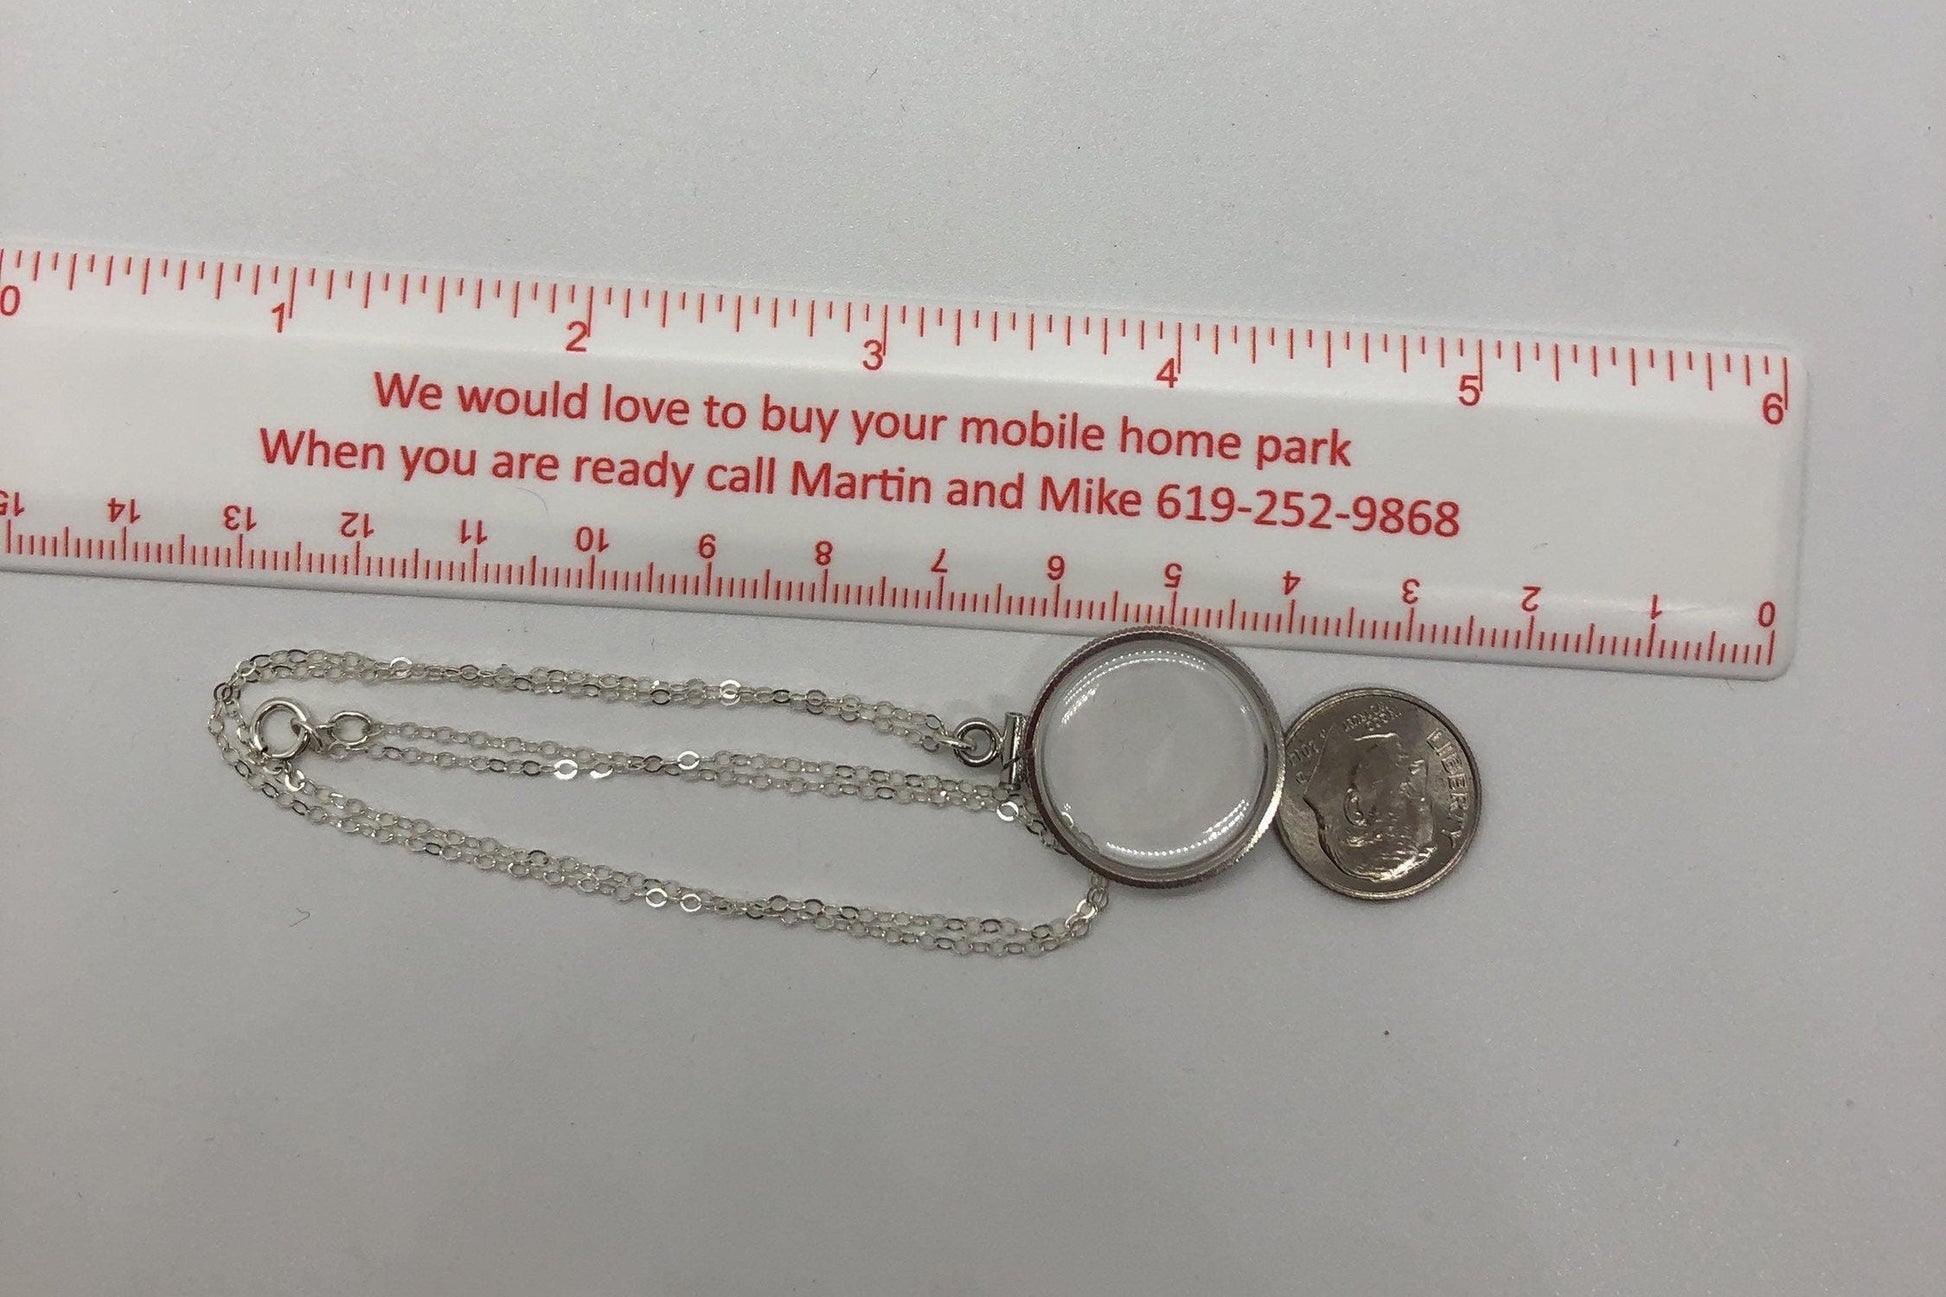 0 1 2 3 4 5 6
We would love to buy your mobile home park
When you are ready call Martin and Mike 619-252-9868
15 14 13 12 11 10 9 8 7 6 5 4 3 2 1 0
LIBERTY